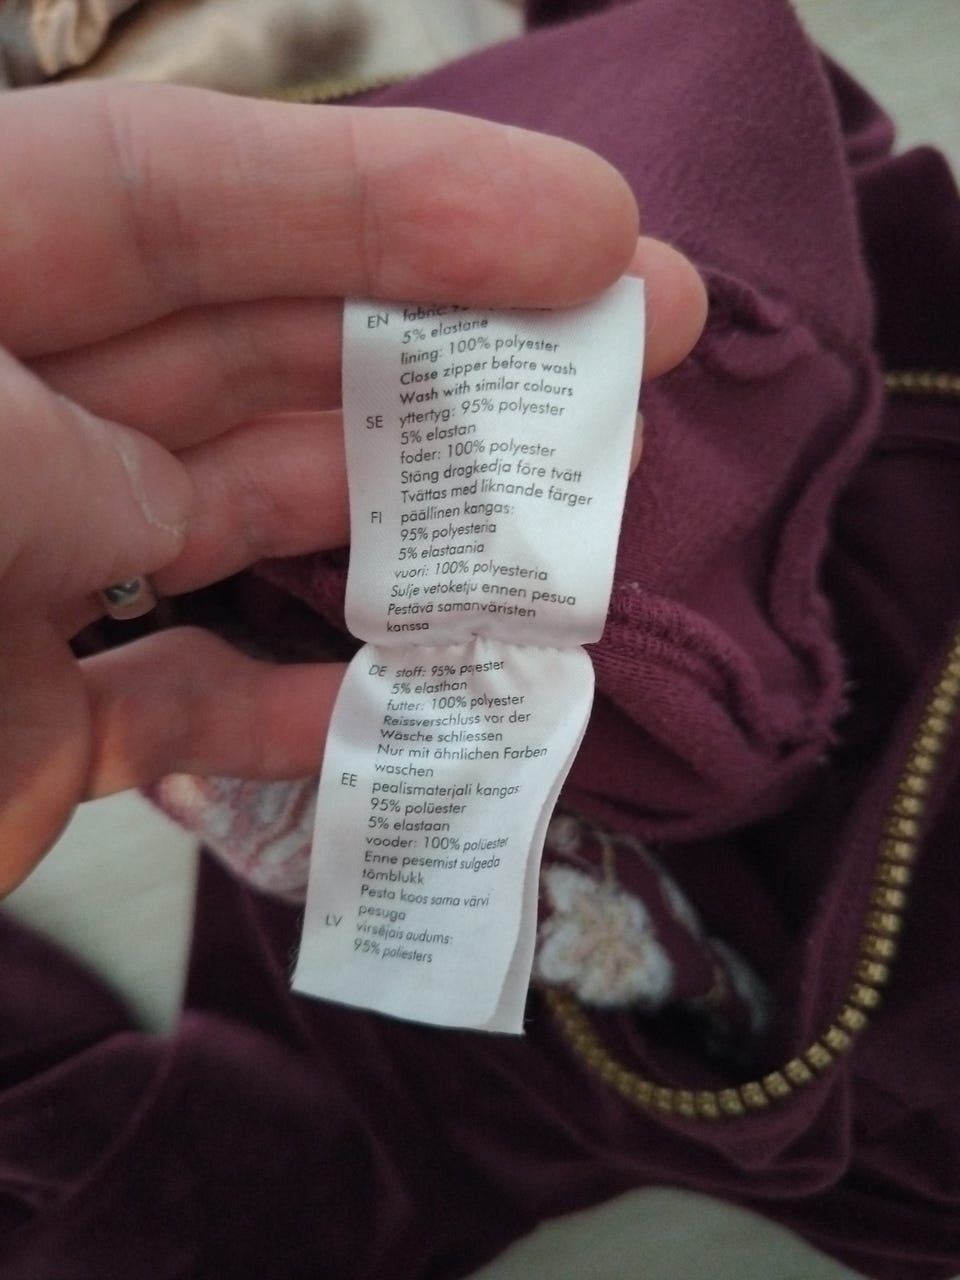 EN fabric:
5% elastane
lining: 100% polyester
Close zipper before wash
Wash with similar colours
SE yttertyg: 95% polyester
5% elastan
foder: 100% polyester
Stäng dragkedja före tvätt
Tvättas med liknande färger
FI päällinen kangas:
95% polyesteria
5% elastaania
vuori: 100% polyesteria
Sulje vetoketju ennen pesua
Pestävä samanväristen
kanssa
DE stoff: 95% polyester
5% elasthan
futter: 100% polyester
Reissverschluss vor der
Wäsche schliessen
Nur mit ähnlichen Farben
waschen
EE pealismaterjali kangas:
95% polüester
5% elastaan
vooder: 100% polüester
Enne pesemist sulgeda
tõmblukk
Pesta koos sama värvi
pesuga
LV virsējais audums:
95% poliesters